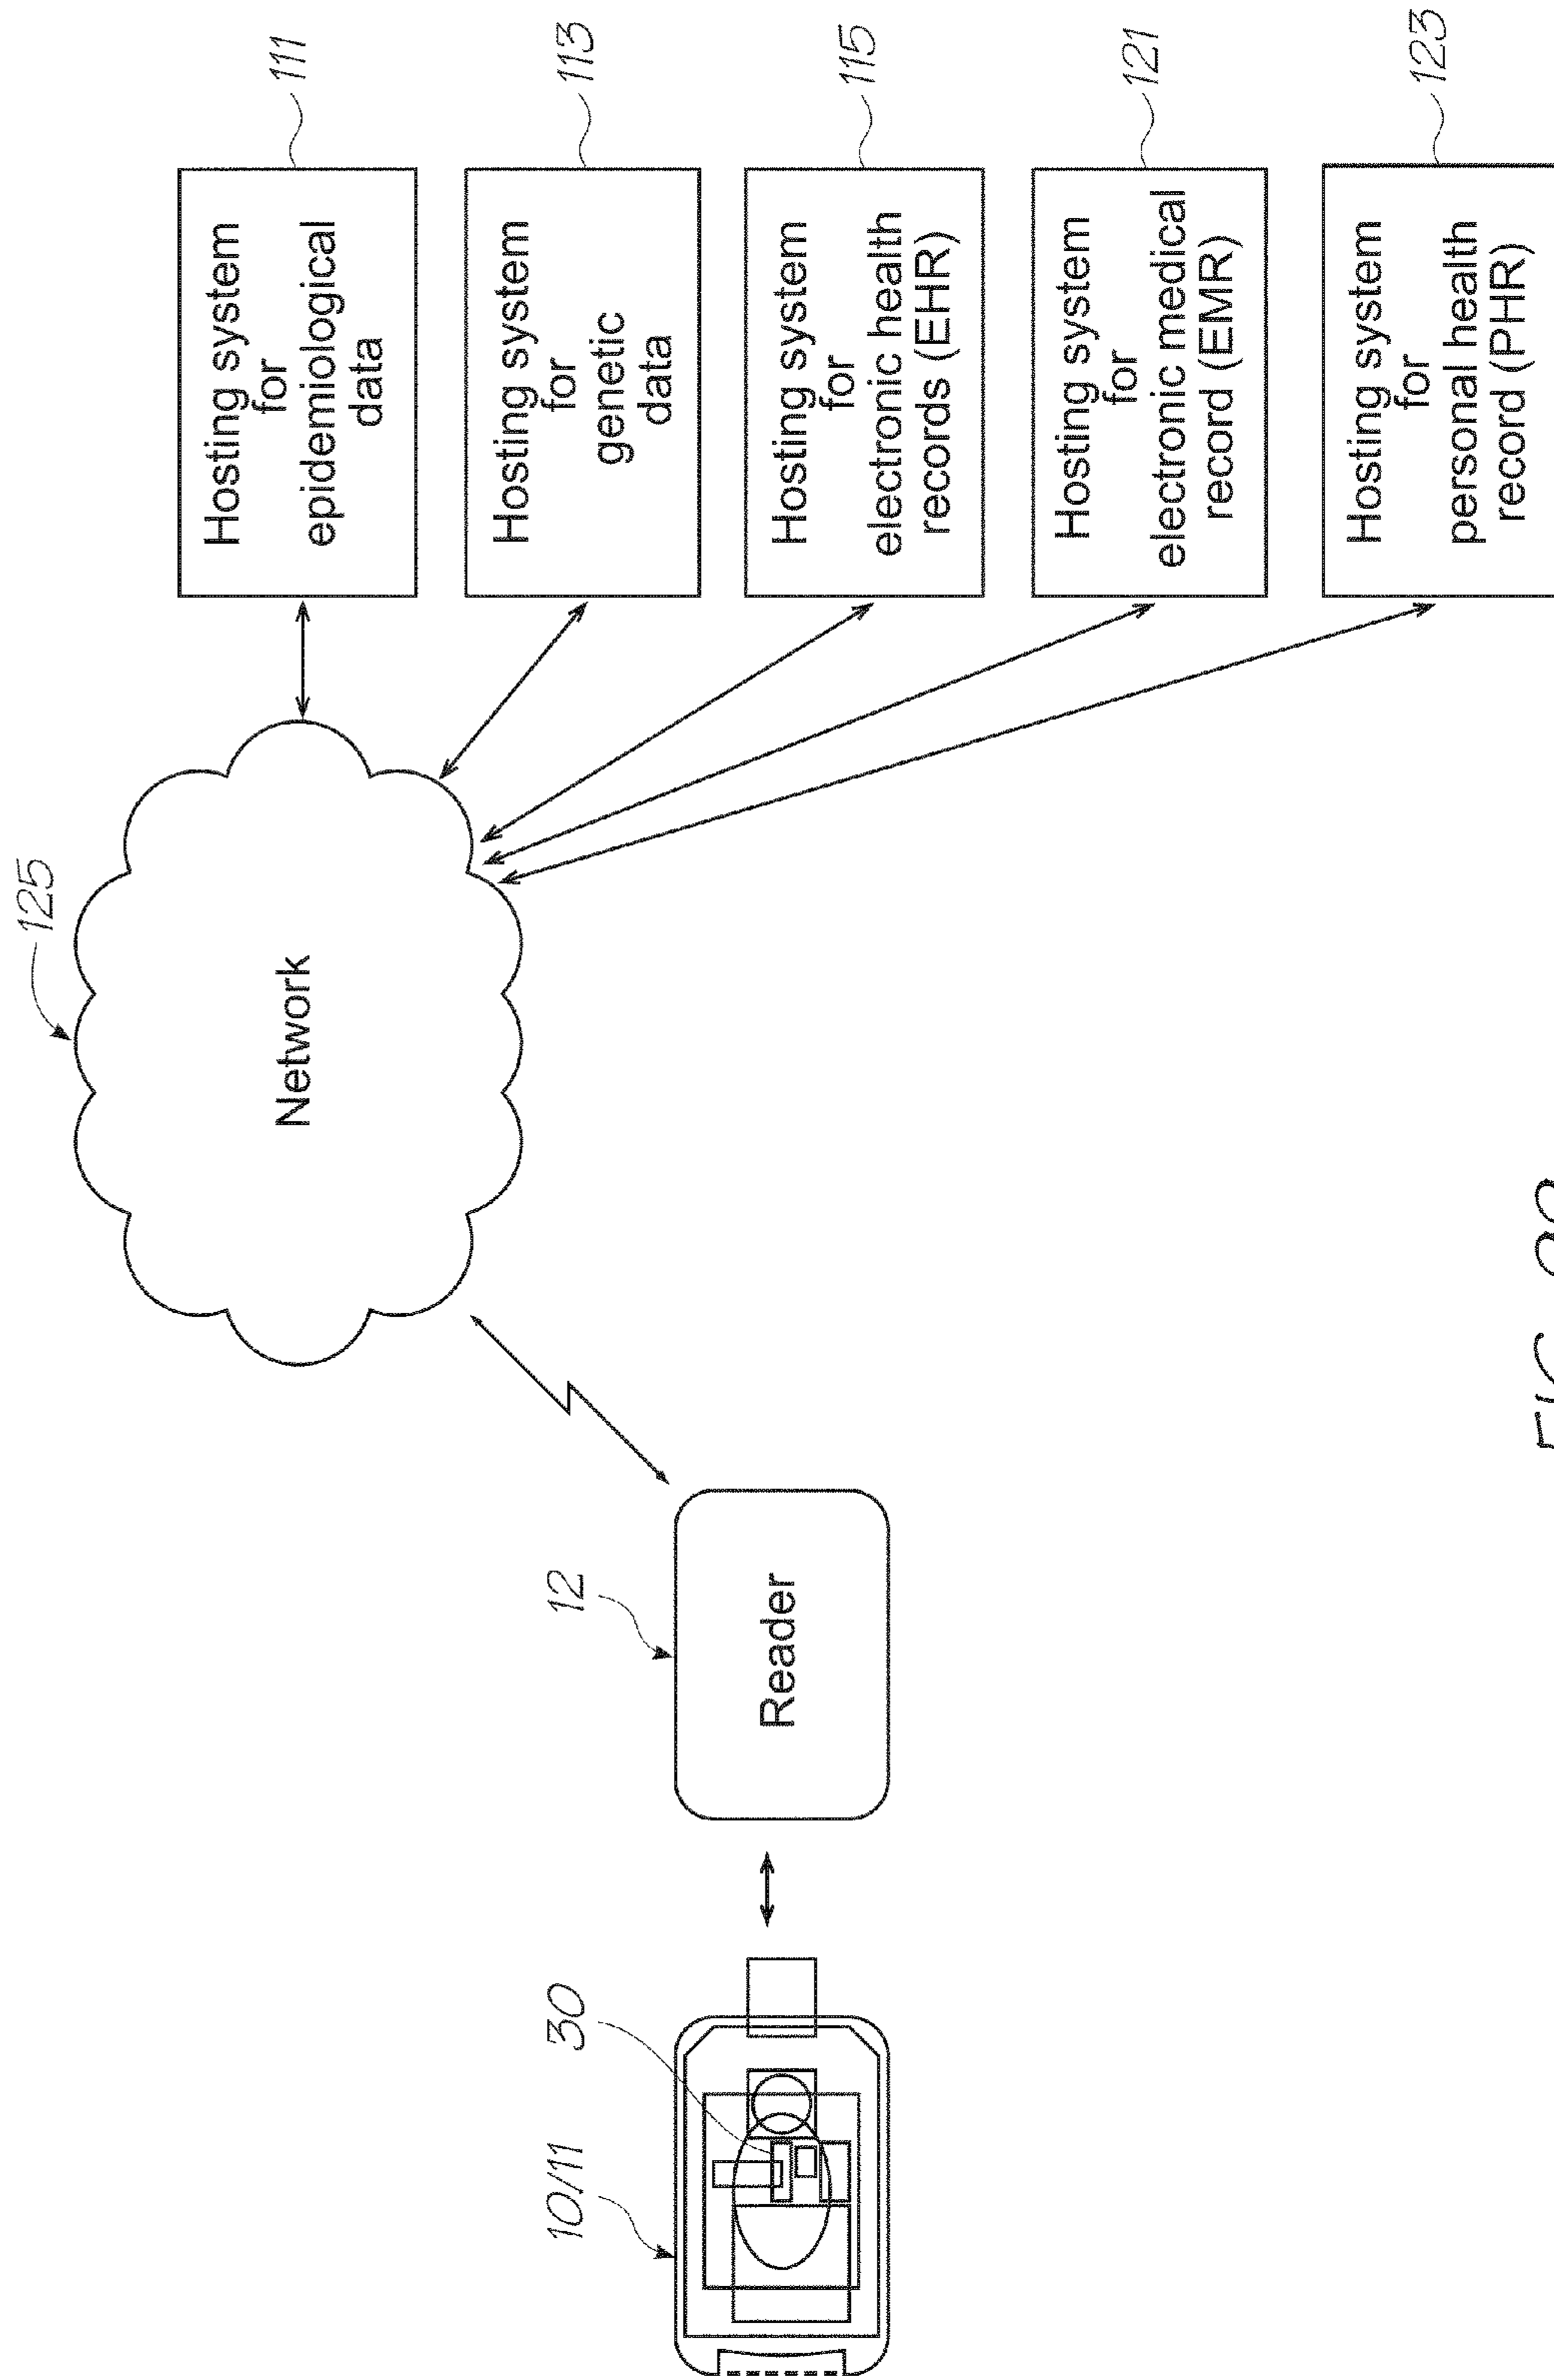 125
Network
Hosting system
for
epidemiological
data
111
Hosting system
for
genetic
data
113
Hosting system
for
electronic health
records (EHR)
115
Hosting system
for
electronic medical
record (EMR)
121
Hosting system
for
personal health
record (PHR)
123
12
Reader
10/11
30
FIG.